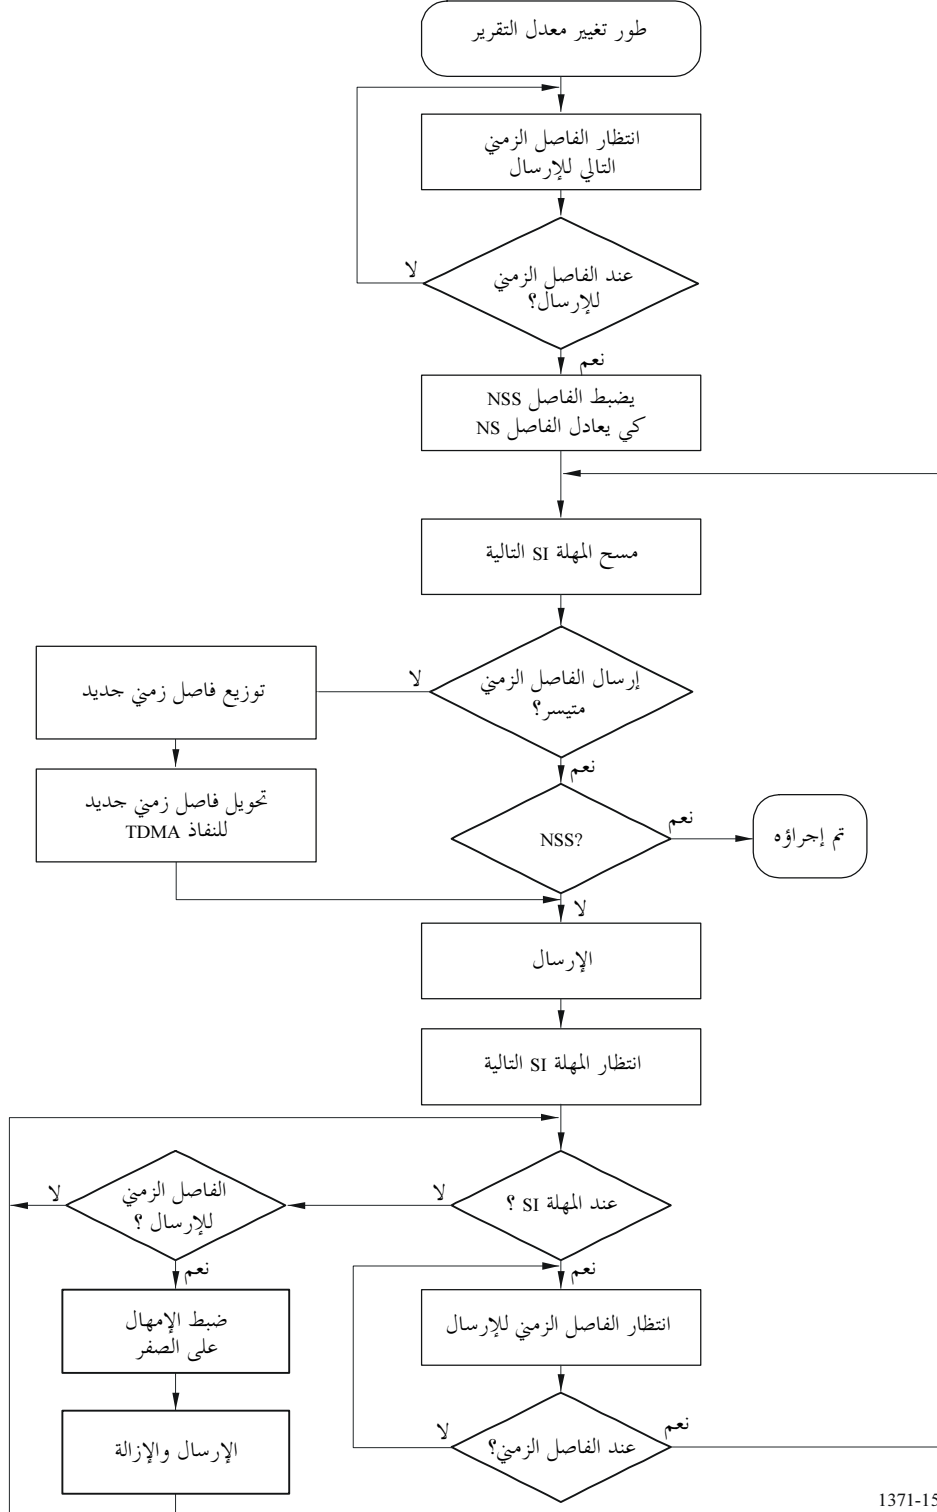 طور تغيير معدل التقرير
انتظار الفاصل الزمني
التالي للإرسال
عند الفاصل الزمني
للإرسال؟
لا
نعم
يضبط الفاصل NSS
كي يعادل الفاصل NS
مسح المهلة SI التالية
إرسال الفاصل الزمني
متيسر؟
لا
توزيع فاصل زمني جديد
نعم
تحويل فاصل زمني جديد
للنفاذ TDMA
NSS?
نعم
تم إجراؤه
لا
الإرسال
انتظار المهلة SI التالية
عند المهلة SI ؟
لا
الفاصل الزمني
للإرسال ؟
لا
نعم
نعم
ضبط الإمهال
على الصفر
انتظار الفاصل الزمني للإرسال
الإرسال والإزالة
عند الفاصل الزمني؟
لا
نعم
1371-15